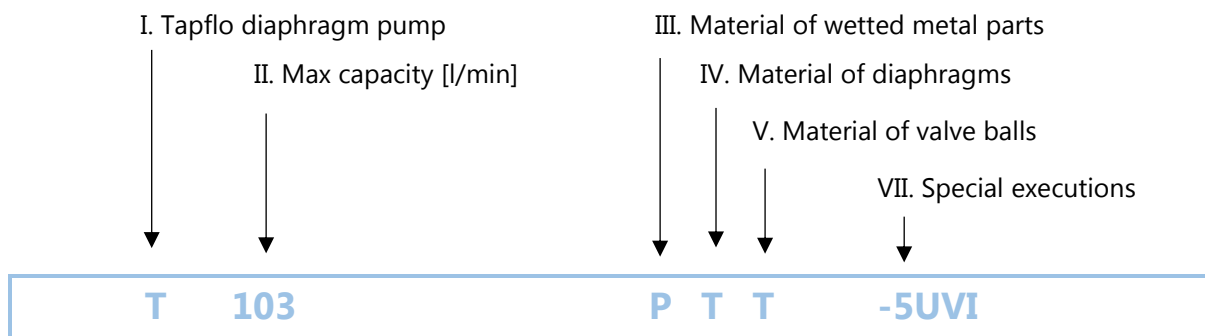 I. Tapflo diaphragm pump
III. Material of wetted metal parts
II. Max capacity [l/min]
IV. Material of diaphragms
V. Material of valve balls
VII. Special executions
T 103 P T T -5UVI